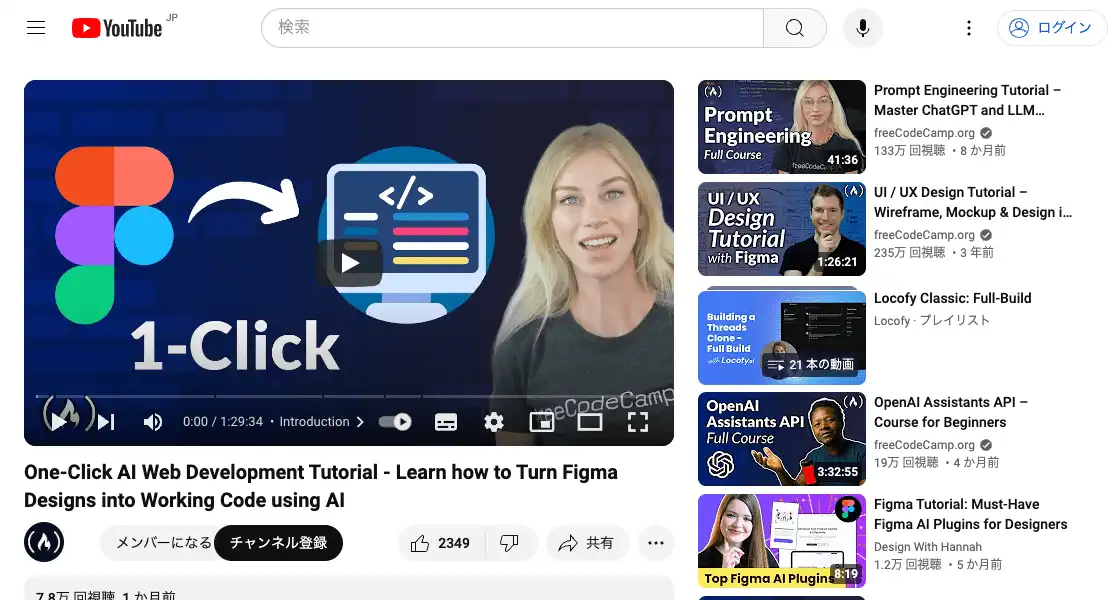 YouTube JP
検索
ログイン
</>
1-Click
freeCodeCamp
0:00 / 1:29:34 • Introduction
One-Click AI Web Development Tutorial - Learn how to Turn Figma
Designs into Working Code using AI
メンバーになる
チャンネル登録
2349
共有
7.8万 回視聴 1 か月前
Prompt
Engineering
Full Course
freeCodeCamp
41:36
Prompt Engineering Tutorial –
Master ChatGPT and LLM…
freeCodeCamp.org
133万 回視聴 ・8 か月前
UI / UX
Design
Tutorial
with Figma
1:26:21
UI / UX Design Tutorial –
Wireframe, Mockup & Design i…
freeCodeCamp.org
235万 回視聴 ・3 年前
Building a
Threads
Clone -
Full Build
with Locofy.ai
21 本の動画
Locofy Classic: Full-Build
Locofy · プレイリスト
OpenAI
Assistants API
Full Course
3:32:55
OpenAI Assistants API –
Course for Beginners
freeCodeCamp.org
19万 回視聴 ・4 か月前
Top Figma AI Plugins
8:19
Figma Tutorial: Must-Have
Figma AI Plugins for Designers
Design With Hannah
1.2万 回視聴 ・5 か月前